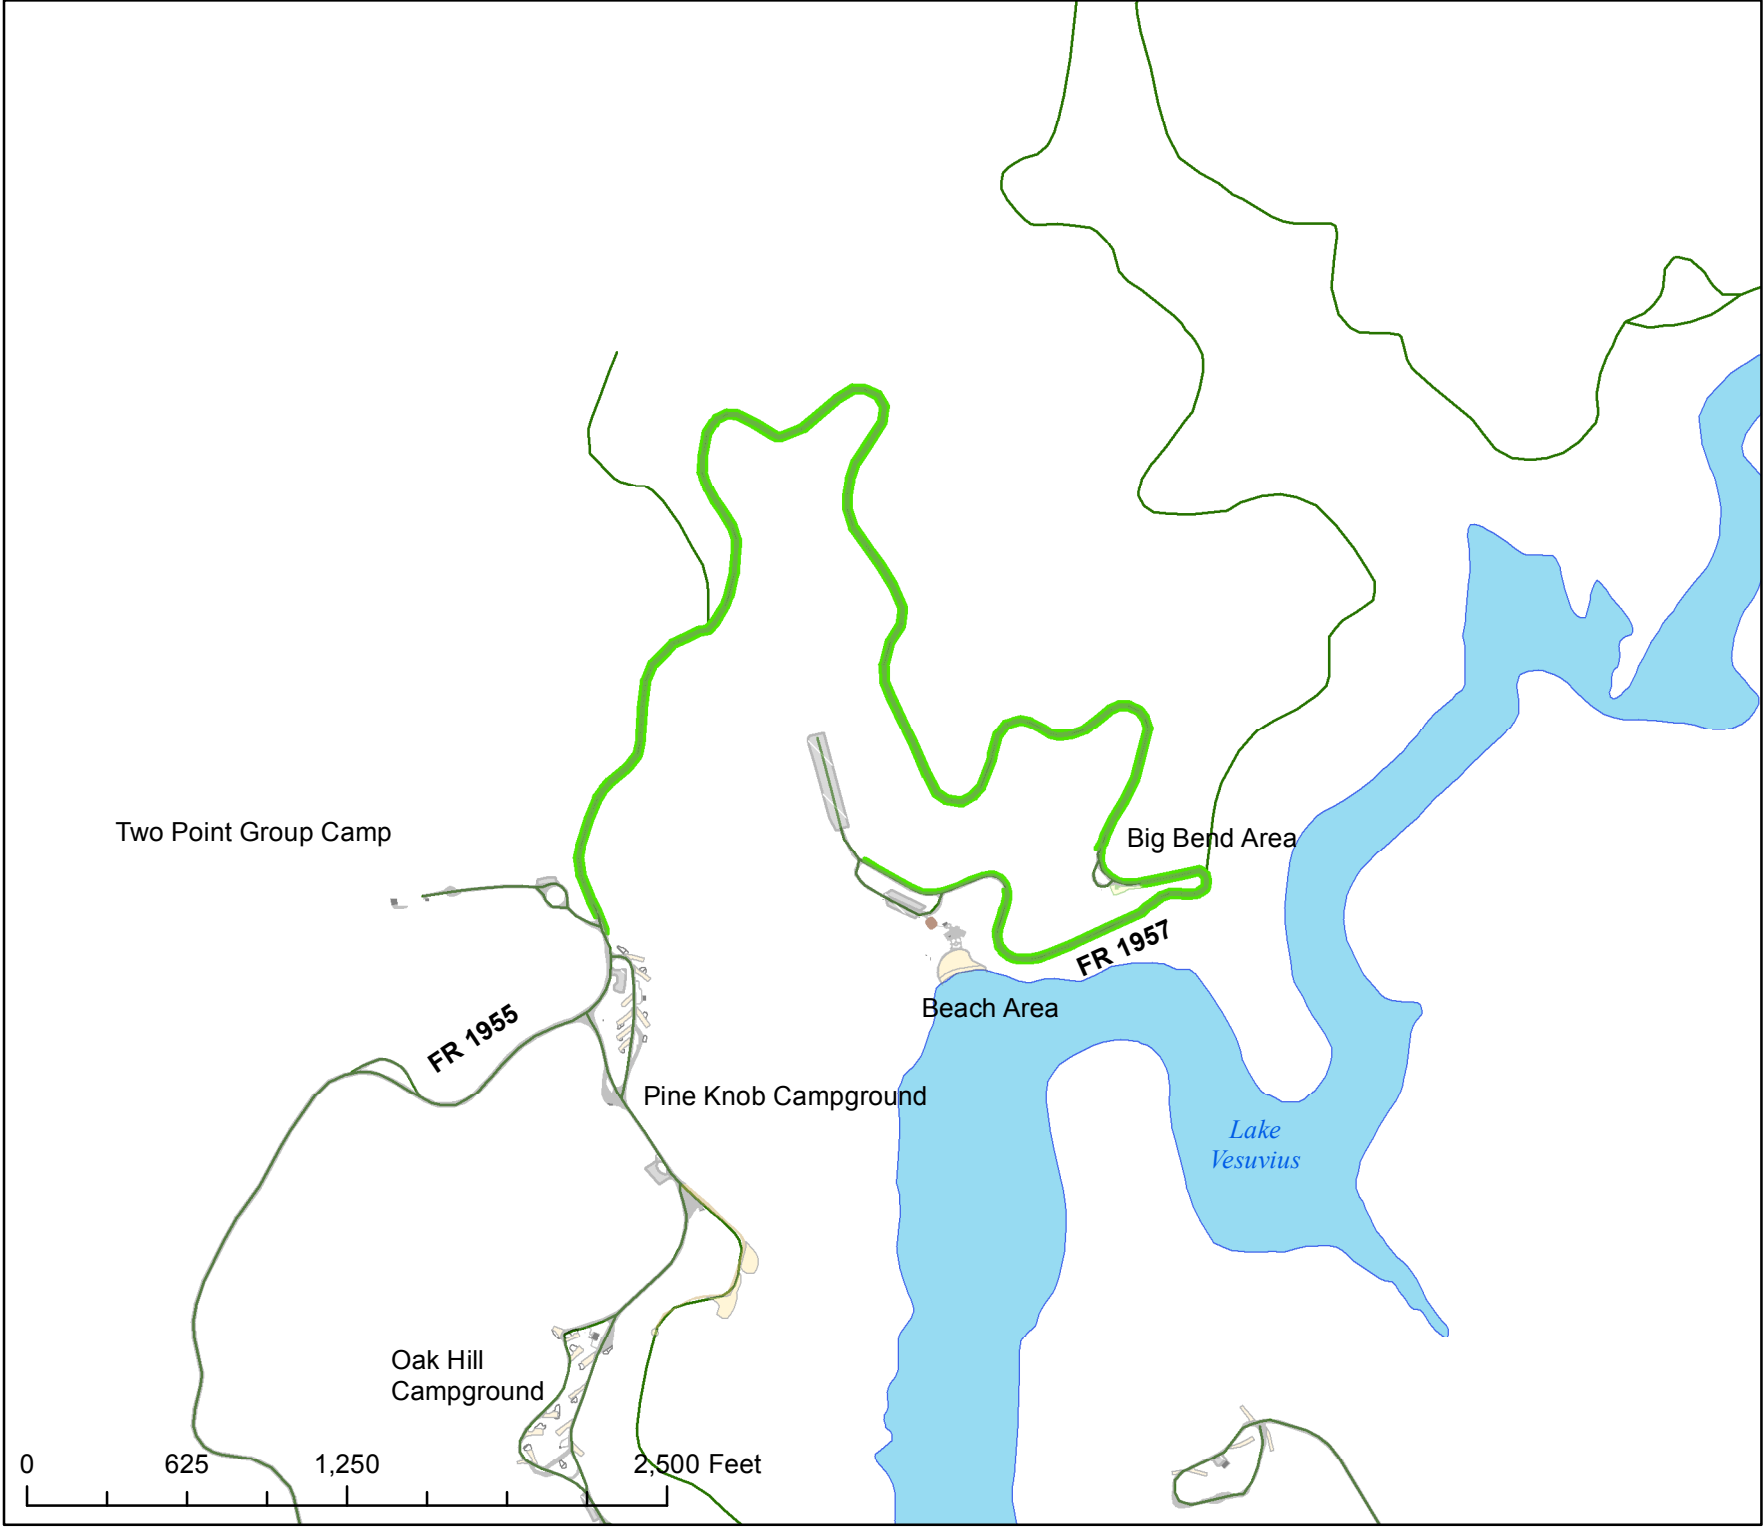 Two Point Group Camp
Big Bend Area
FR 1957
Beach Area
FR 1955
Pine Knob Campground
Lake
Vesuvius
Oak Hill
Campground
0 625 1,250 2,500 Feet